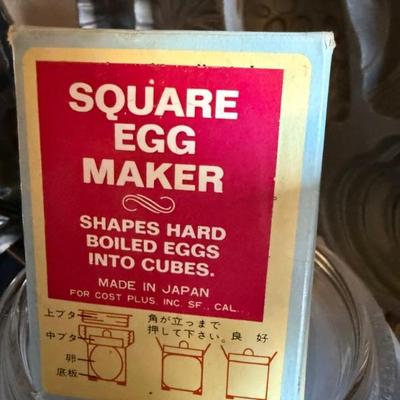 SQUARE
EGG
MAKER
SHAPES HARD
BOILED EGGS
INTO CUBES.
MADE IN JAPAN
FOR COST PLUS, INC. SF., CAL.
上ブタ
中ブタ
卵
底板
角が立つまで
押して下さい。良 好